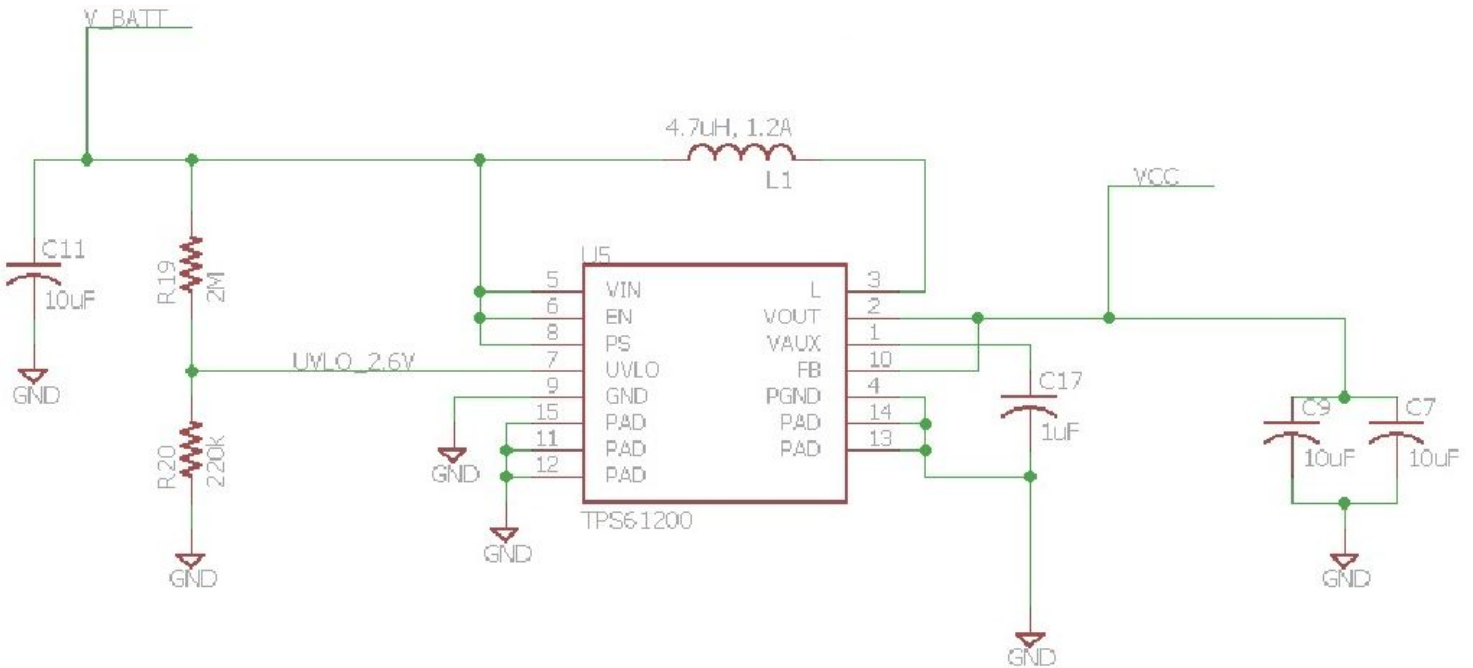 V_BATT
4.7uH, 1.2A
L1
VCC
C11
10uF
GND
R19
2M
UVLO_2.6V
R20
220k
GND
U5
5 VIN L 3
6 EN VOUT 2
8 PS VAUX 1
7 UVLO FB 10
9 GND PGND 4
15 PAD PAD 14
11 PAD PAD 13
12 PAD
TPS61200
GND
GND
C17
1uF
GND
C9
10uF
C7
10uF
GND